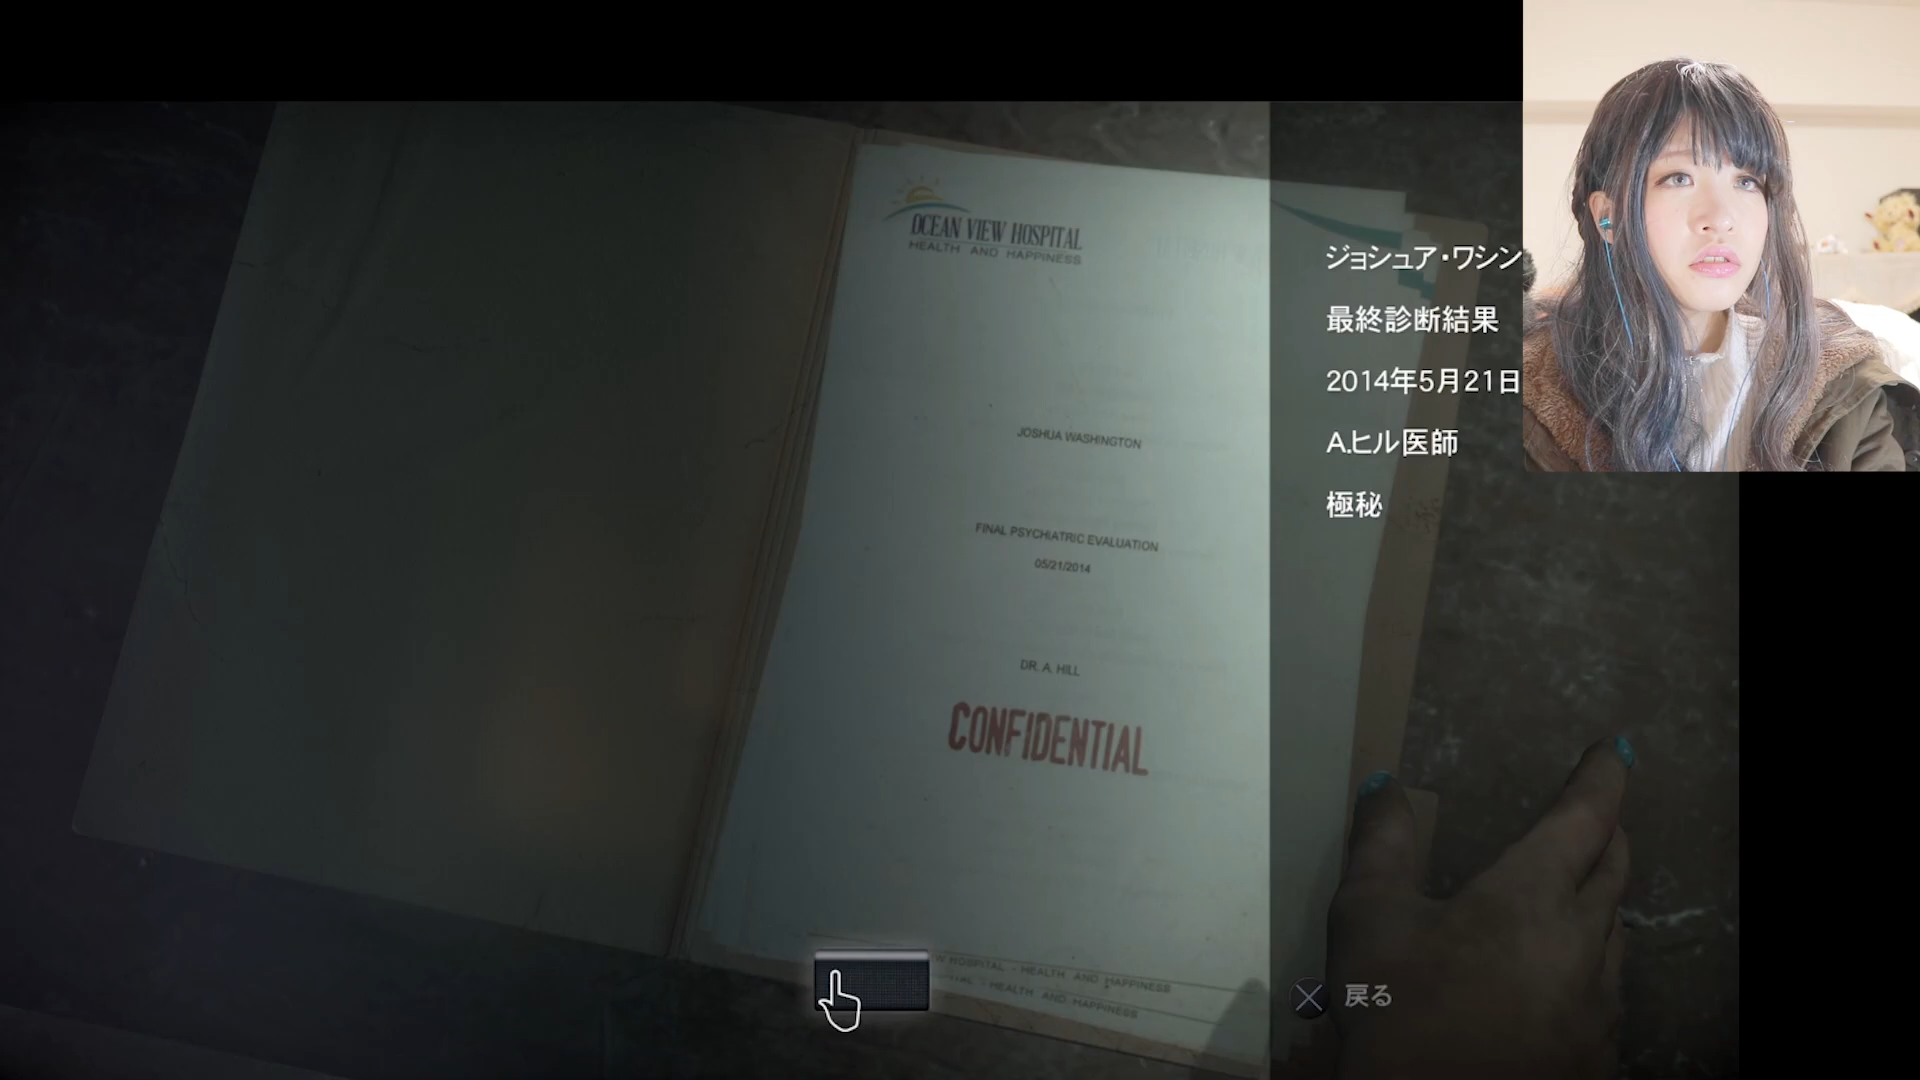 OCEAN VIEW HOSPITAL
HEALTH AND HAPPINESS
JOSHUA WASHINGTON
FINAL PSYCHIATRIC EVALUATION
05/21/2014
DR. A. HILL
CONFIDENTIAL
W HOSPITAL - HEALTH AND HAPPINESS
TAL - HEALTH AND HAPPINESS
ジョシュア・ワシン
最終診断結果
2014年5月21日
A.ヒル医師
極秘
戻る